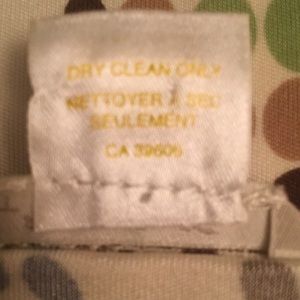 DRY CLEAN ONLY
NETTOYER À SEC
SEULEMENT
CA 39606